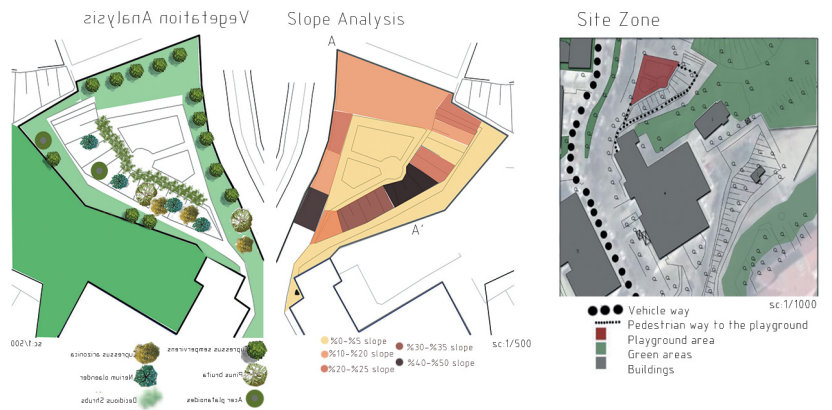 Vegetation Analysis
Slope Analysis
Site Zone
A
A'
sc:1/500
Cupressus sempervirens
Cupressus arizonica
Pinus bruita
Nerium oleander
Acer platanoides
Decidious Shrubs
%0-%5 slope
%10-%20 slope
%20-%25 slope
%30-%35 slope
%40-%50 slope
sc:1/500
sc:1/1000
Vehicle way
Pedestrian way to the playground
Playground area
Green areas
Buildings